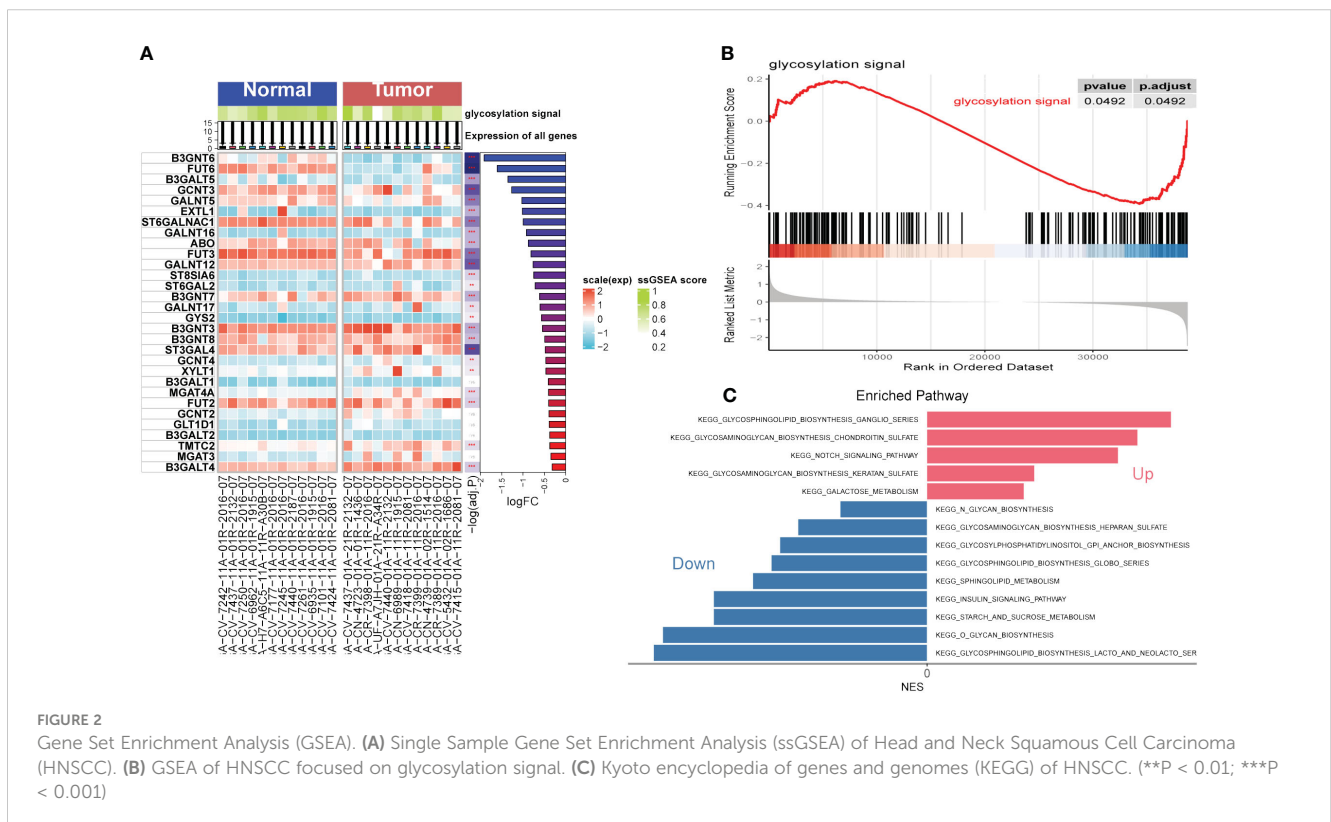 A
Normal
Tumor
glycosylation signal
15
10
5
0
Expression of all genes
B3GNT6
FUT6
B3GALT5
GCNT3
GALNT5
EXTL1
ST6GALNAC1
GALNT16
ABO
FUT3
GALNT12
ST8SIA6
ST6GAL2
B3GNT7
GALNT17
GYS2
B3GNT3
B3GNT8
ST3GAL4
GCNT4
XYLT1
B3GALT1
MGAT4A
FUT2
GCNT2
GLT1D1
B3GALT2
TMTC2
MGAT3
B3GALT4
-log(adj.P)
−2
−1.5
−1
−0.5
0
logFC
scale(exp)
2
1
0
−1
−2
ssGSEA score
1
0.8
0.6
0.4
0.2
B
glycosylation signal
Running Enrichment Score
0.2
0.0
−0.2
−0.4
glycosylation signal
pvalue p.adjust
0.0492 0.0492
Ranked List Metric
2
1
0
−1
−2
10000
20000
30000
Rank in Ordered Dataset
C
Enriched Pathway
KEGG_GLYCOSPHINGOLIPID_BIOSYNTHESIS_GANGLIO_SERIES
KEGG_GLYCOSAMINOGLYCAN_BIOSYNTHESIS_CHONDROITIN_SULFATE
KEGG_NOTCH_SIGNALING_PATHWAY
KEGG_GLYCOSAMINOGLYCAN_BIOSYNTHESIS_KERATAN_SULFATE
KEGG_GALACTOSE_METABOLISM
Up
KEGG_N_GLYCAN_BIOSYNTHESIS
KEGG_GLYCOSAMINOGLYCAN_BIOSYNTHESIS_HEPARAN_SULFATE
KEGG_GLYCOSYLPHOSPHATIDYLINOSITOL_GPI_ANCHOR_BIOSYNTHESIS
KEGG_GLYCOSPHINGOLIPID_BIOSYNTHESIS_GLOBO_SERIES
KEGG_SPHINGOLIPID_METABOLISM
KEGG_INSULIN_SIGNALING_PATHWAY
KEGG_STARCH_AND_SUCROSE_METABOLISM
KEGG_O_GLYCAN_BIOSYNTHESIS
KEGG_GLYCOSPHINGOLIPID_BIOSYNTHESIS_LACTO_AND_NEOLACTO_SER
Down
0
NES
FIGURE 2
Gene Set Enrichment Analysis (GSEA). (A) Single Sample Gene Set Enrichment Analysis (ssGSEA) of Head and Neck Squamous Cell Carcinoma
(HNSCC). (B) GSEA of HNSCC focused on glycosylation signal. (C) Kyoto encyclopedia of genes and genomes (KEGG) of HNSCC. (**P < 0.01; ***P
< 0.001)